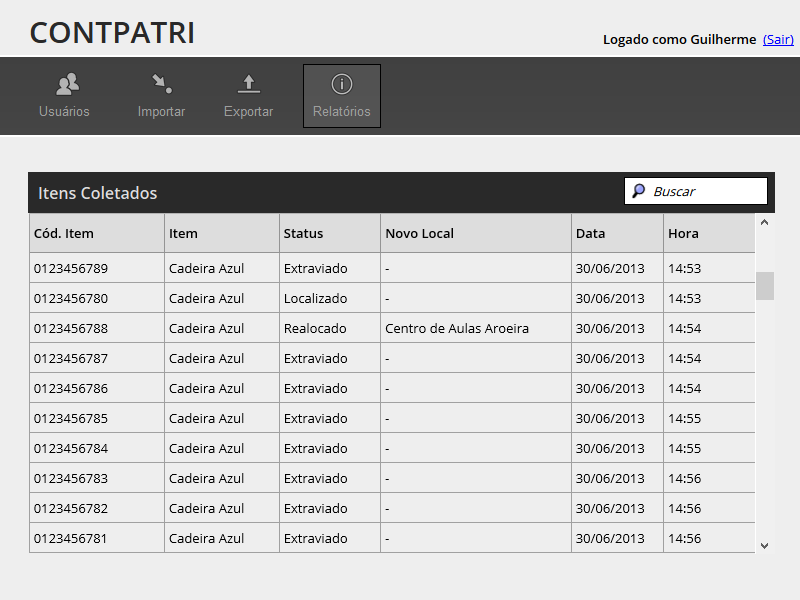 CONTPATRI
Logado como Guilherme (Sair)
Usuários Importar Exportar Relatórios
Itens Coletados Buscar
Cód. Item Item Status Novo Local Data Hora
0123456789 Cadeira Azul Extraviado - 30/06/2013 14:53
0123456780 Cadeira Azul Localizado - 30/06/2013 14:53
0123456788 Cadeira Azul Realocado Centro de Aulas Aroeira 30/06/2013 14:54
0123456787 Cadeira Azul Extraviado - 30/06/2013 14:54
0123456786 Cadeira Azul Extraviado - 30/06/2013 14:54
0123456785 Cadeira Azul Extraviado - 30/06/2013 14:55
0123456784 Cadeira Azul Extraviado - 30/06/2013 14:55
0123456783 Cadeira Azul Extraviado - 30/06/2013 14:56
0123456782 Cadeira Azul Extraviado - 30/06/2013 14:56
0123456781 Cadeira Azul Extraviado - 30/06/2013 14:56